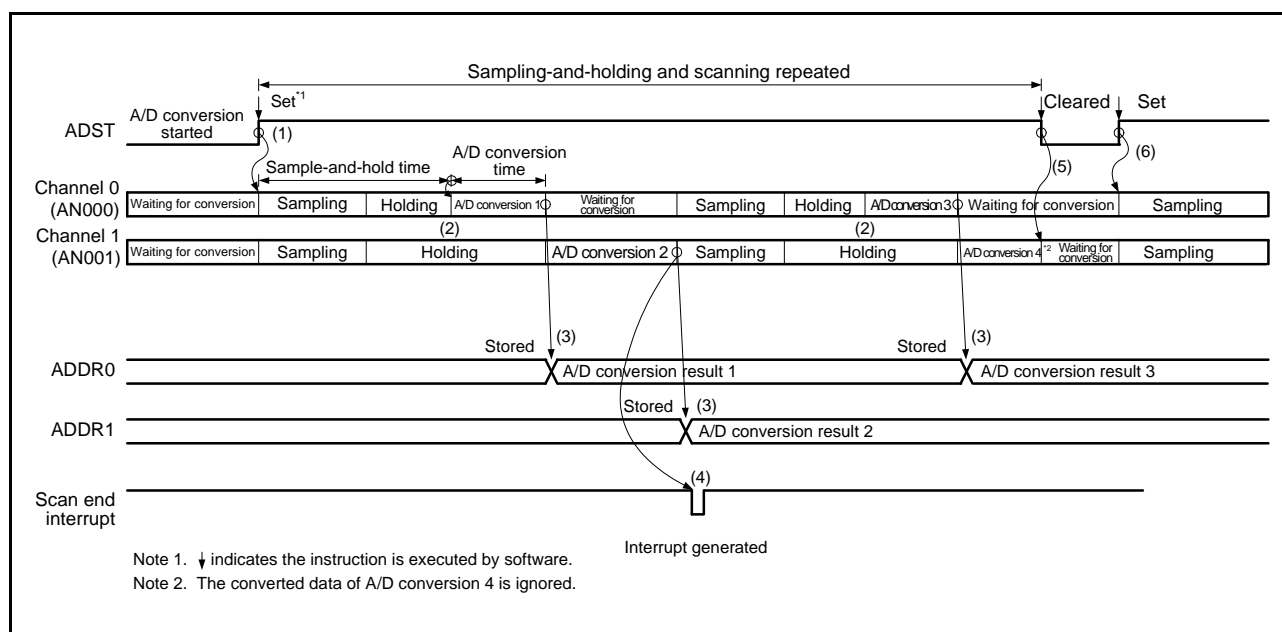 Sampling-and-holding and scanning repeated
A/D conversion started
Set*1
Cleared
Set
ADST
(1)
(5)
(6)
Sample-and-hold time
A/D conversion time
Channel 0 (AN000)
Waiting for conversion
Sampling
Holding
A/D conversion 1
Waiting for conversion
Sampling
Holding
A/D conversion 3
Waiting for conversion
Sampling
(2)
(2)
Channel 1 (AN001)
Waiting for conversion
Sampling
Holding
A/D conversion 2
Sampling
Holding
A/D conversion 4
*2
Waiting for conversion
Sampling
Stored
(3)
Stored
(3)
ADDR0
A/D conversion result 1
A/D conversion result 3
Stored
(3)
ADDR1
A/D conversion result 2
(4)
Scan end interrupt
Interrupt generated
Note 1. ↓ indicates the instruction is executed by software.
Note 2. The converted data of A/D conversion 4 is ignored.